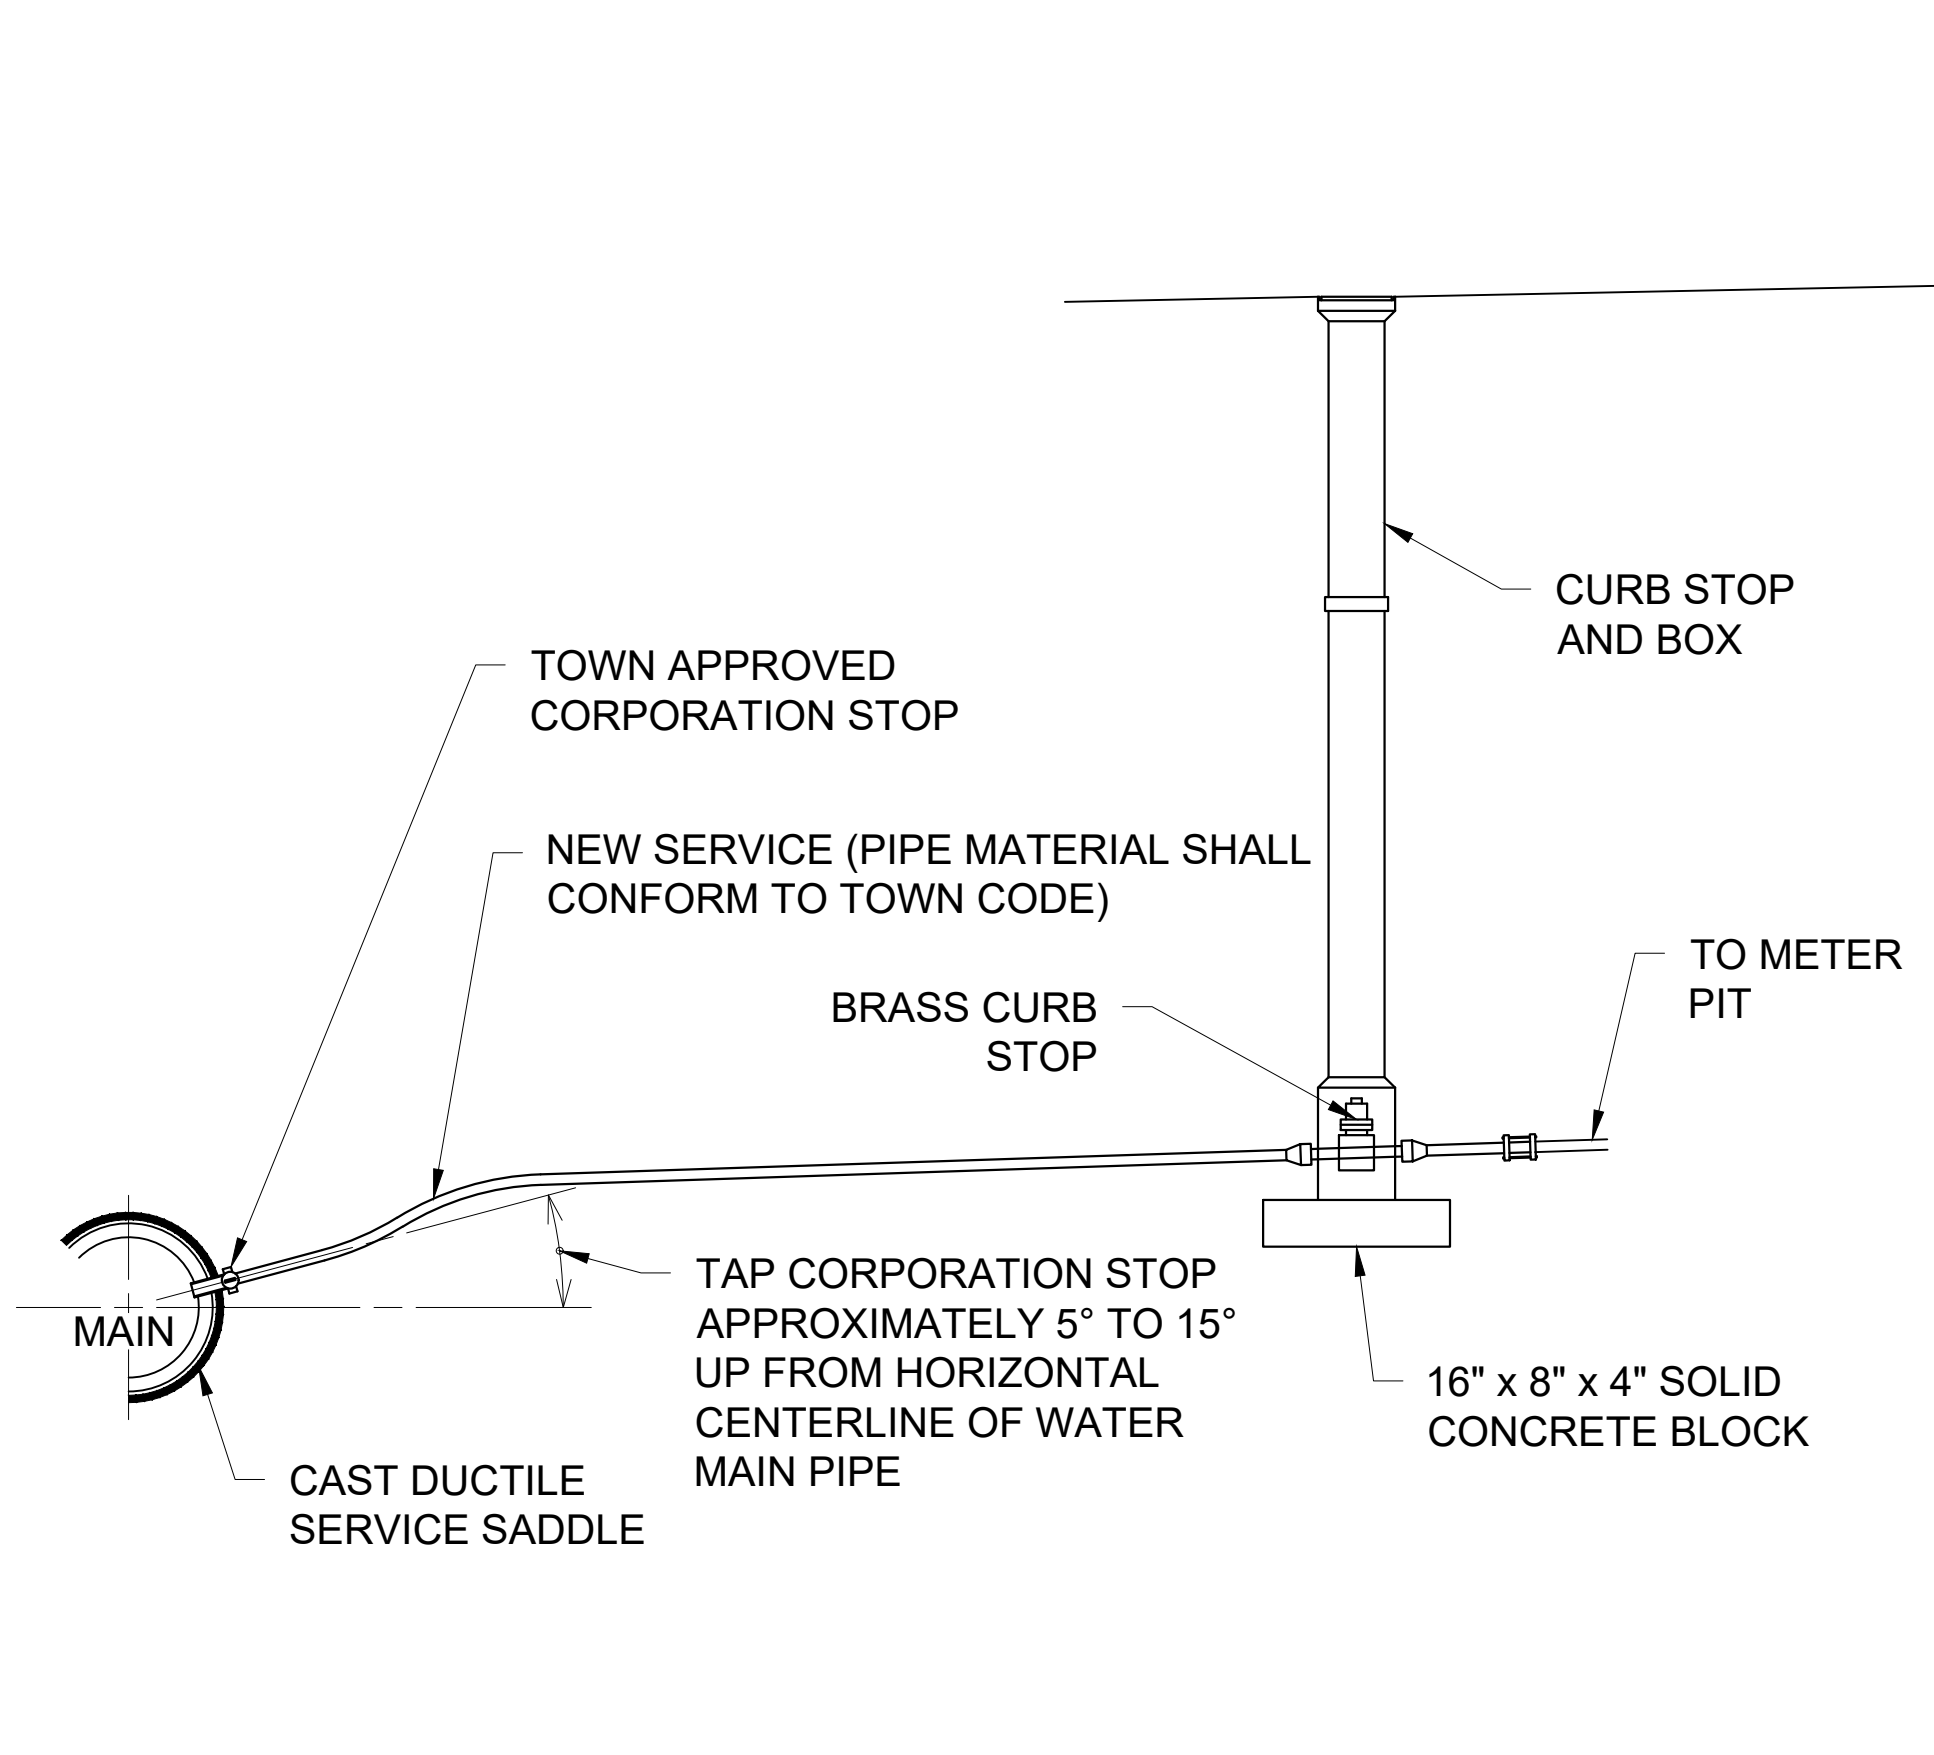 CURB STOP
AND BOX
TOWN APPROVED
CORPORATION STOP
NEW SERVICE (PIPE MATERIAL SHALL
CONFORM TO TOWN CODE)
TO METER
PIT
BRASS CURB
STOP
TAP CORPORATION STOP
APPROXIMATELY 5° TO 15°
UP FROM HORIZONTAL
CENTERLINE OF WATER
MAIN PIPE
MAIN
16" x 8" x 4" SOLID
CONCRETE BLOCK
CAST DUCTILE
SERVICE SADDLE